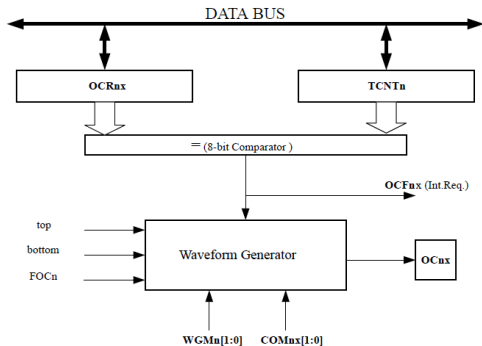 DATA BUS
OCRnx
TCNTn
= (8-bit Comparator )
OCFnx (Int.Req.)
top
bottom
FOCn
Waveform Generator
OCnx
WGMn[1:0]
COMnx[1:0]